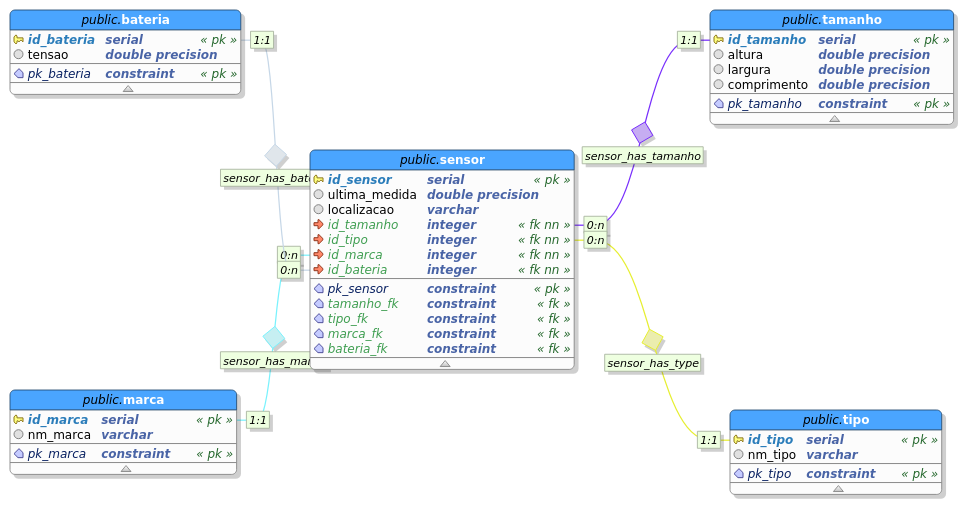 public.bateria
id_bateria serial « pk »
tensao double precision
pk_bateria constraint « pk »
1:1
public.tamanho
id_tamanho serial « pk »
altura double precision
largura double precision
comprimento double precision
pk_tamanho constraint « pk »
1:1
sensor_has_tamanho
sensor_has_bat
public.sensor
id_sensor serial « pk »
ultima_medida double precision
localizacao varchar
id_tamanho integer « fk nn »
id_tipo integer « fk nn »
id_marca integer « fk nn »
id_bateria integer « fk nn »
pk_sensor constraint « pk »
tamanho_fk constraint « fk »
tipo_fk constraint « fk »
marca_fk constraint « fk »
bateria_fk constraint « fk »
0:n
0:n
0:n
0:n
sensor_has_mar
sensor_has_type
public.marca
id_marca serial « pk »
nm_marca varchar
pk_marca constraint « pk »
1:1
public.tipo
id_tipo serial « pk »
nm_tipo varchar
pk_tipo constraint « pk »
1:1